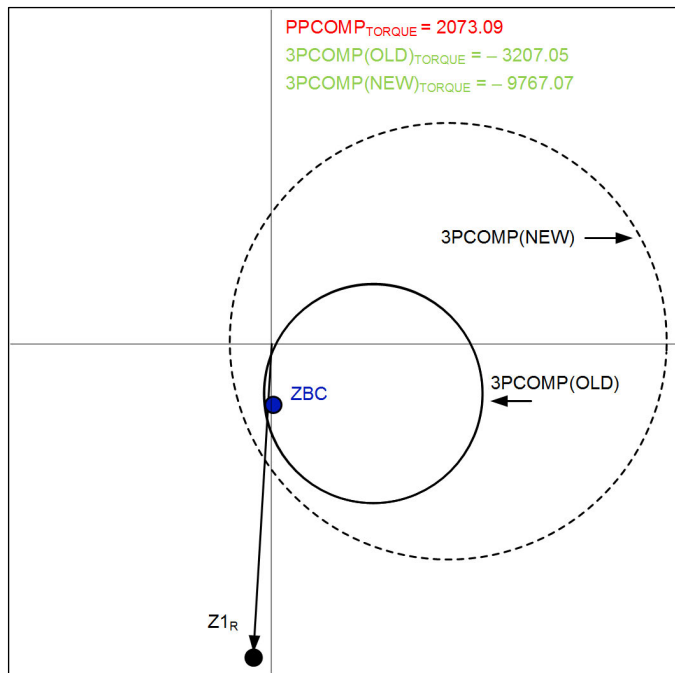 PPCOMPTORQUE = 2073.09
3PCOMP(OLD)TORQUE = – 3207.05
3PCOMP(NEW)TORQUE = – 9767.07
3PCOMP(NEW)
3PCOMP(OLD)
ZBC
Z1R